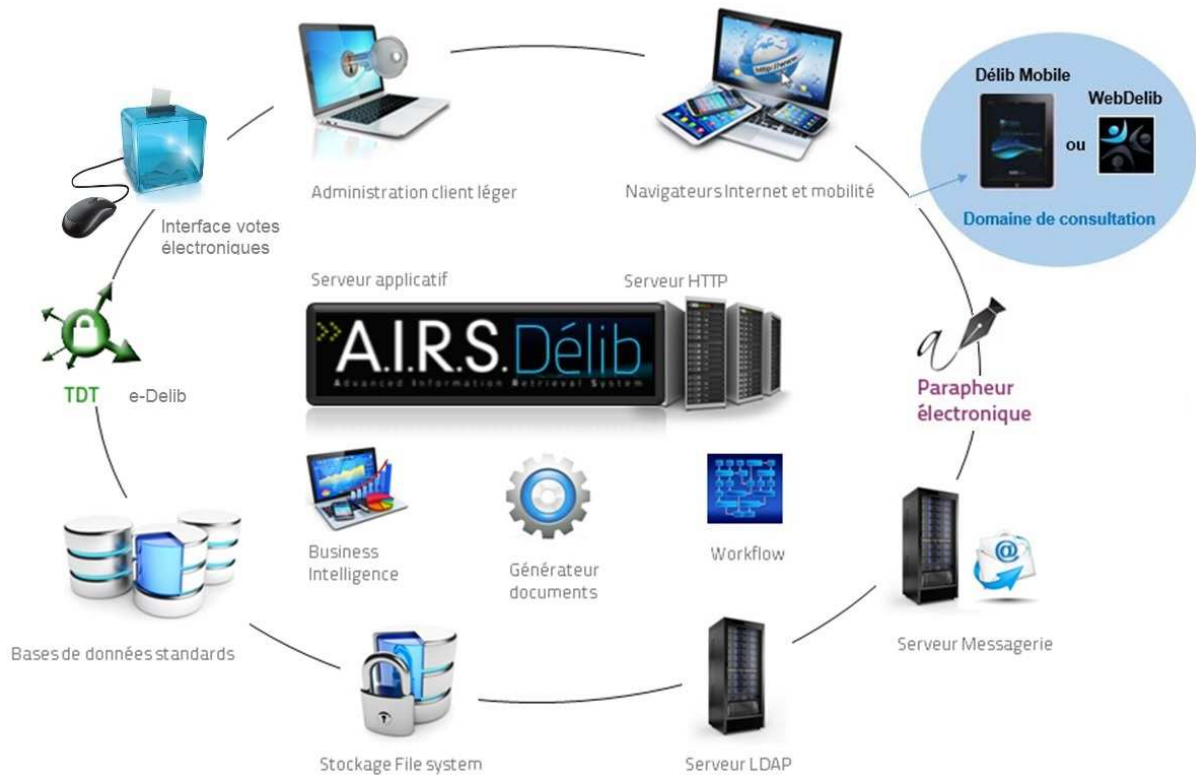 Délib Mobile
WebDelib
ou
Domaine de consultation
http://www
Administration client léger
Navigateurs Internet et mobilité
Interface votes
électroniques
Serveur applicatif
Serveur HTTP
>> A.I.R.S. Délib
Advanced Information Retrieval System
TDT
e-Delib
a
Parapheur
électronique
Business
Intelligence
Générateur
documents
Workflow
@
Bases de données standards
Serveur Messagerie
Stockage File system
Serveur LDAP